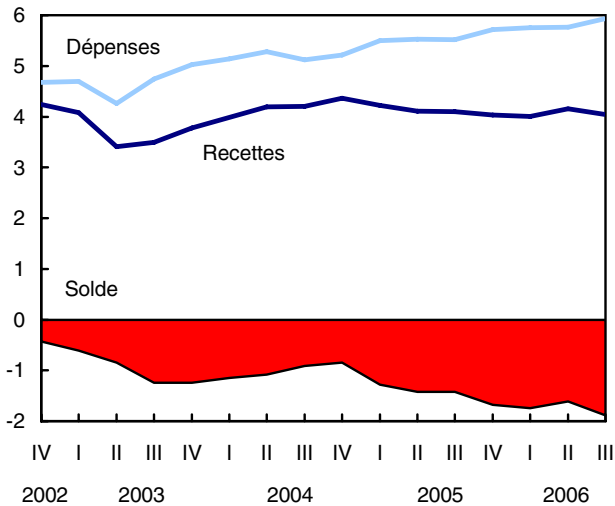 6
Dépenses
5
4
Recettes
3
2
1
Solde
0
-1
-2
IV I II III IV I II III IV I II III IV I II III
2002 2003 2004 2005 2006